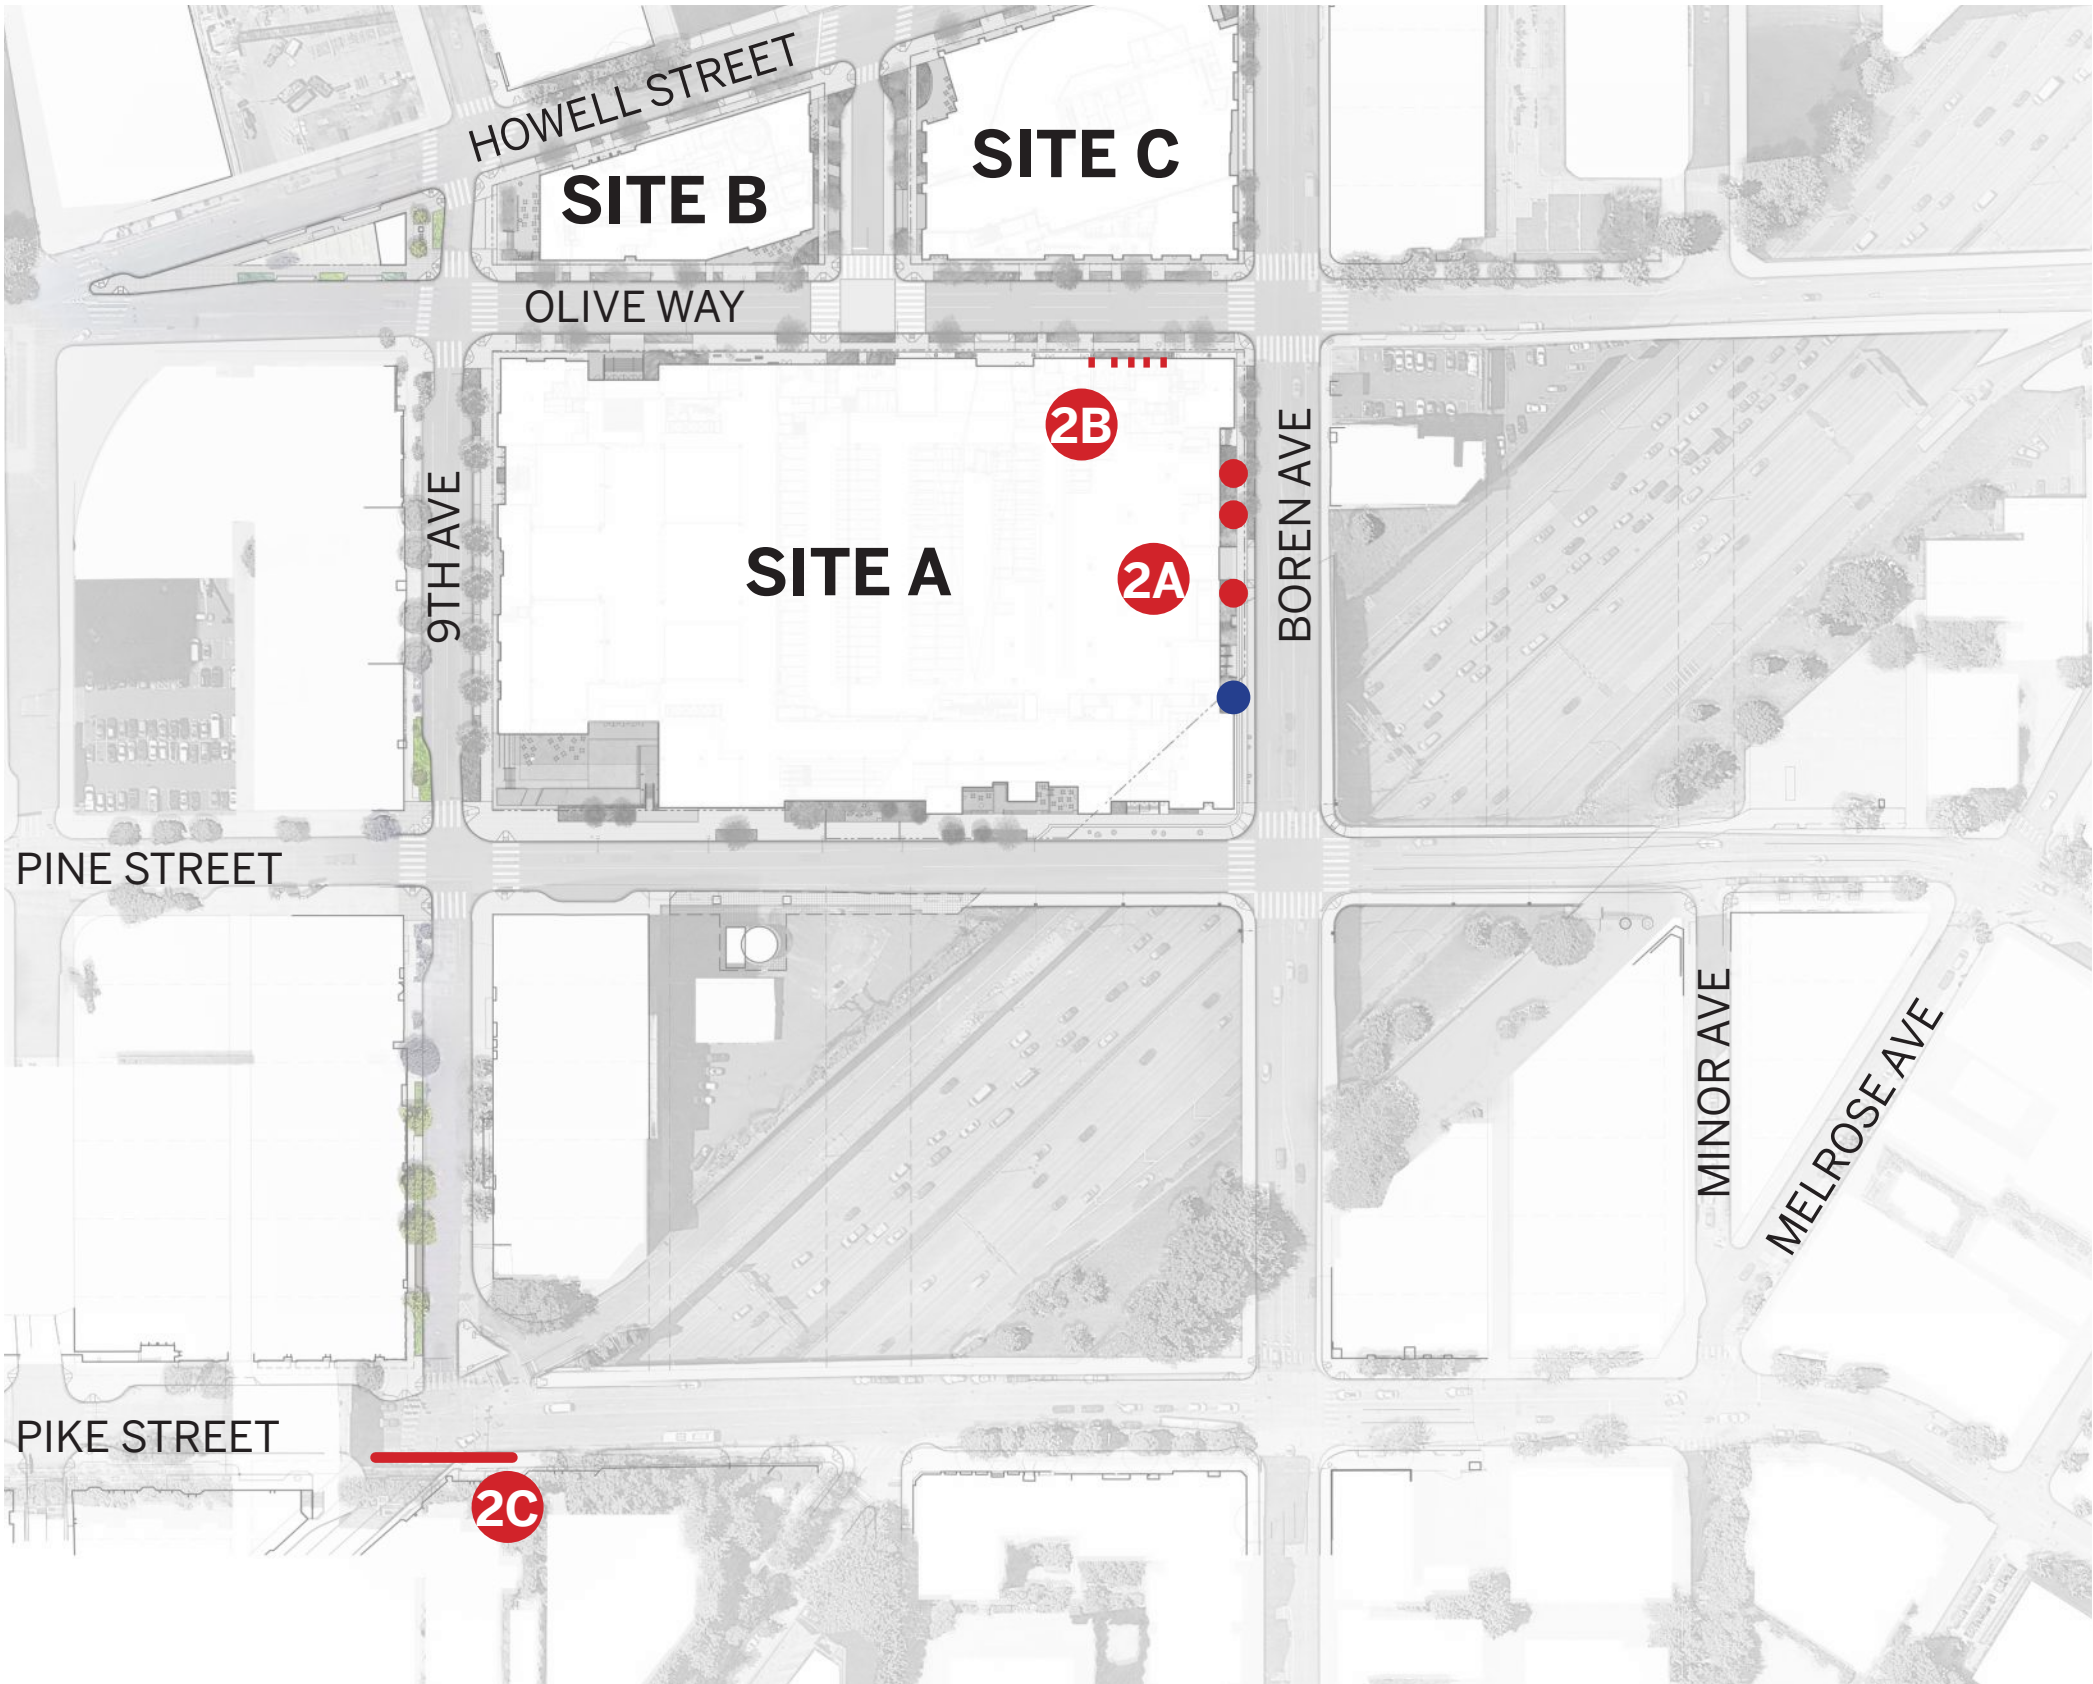 HOWELL STREET
SITE C
SITE B
OLIVE WAY
2B
BOREN AVE
9TH AVE
SITE A
2A
PINE STREET
MINOR AVE
MELROSE AVE
PIKE STREET
2C